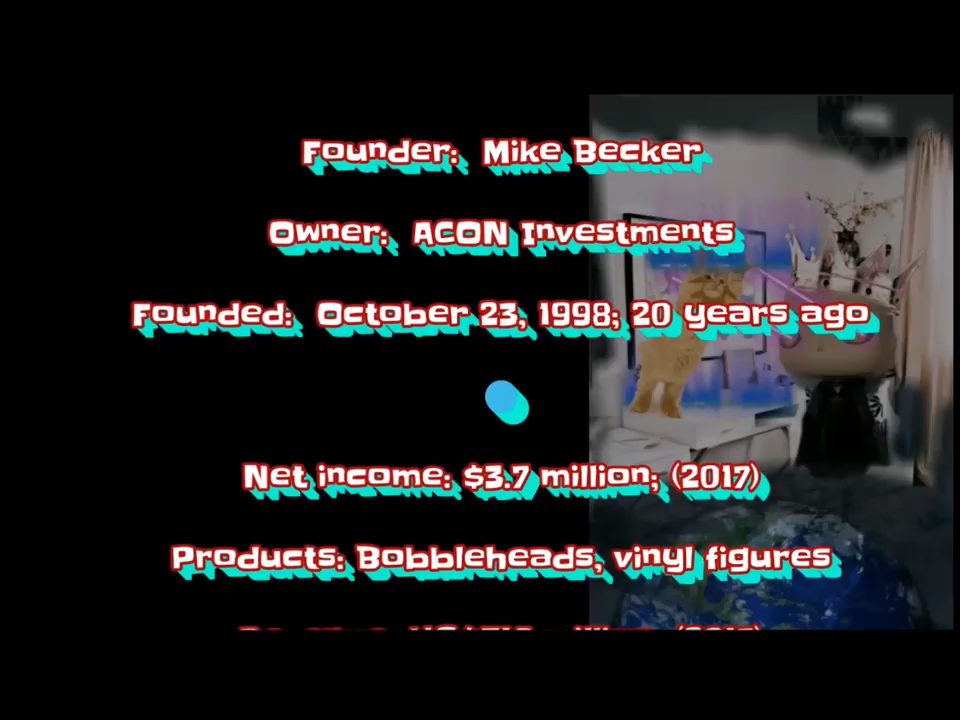 Founder:  Mike Becker
Owner:  ACON Investments
Founded:  October 23, 1998; 20 years ago
Net income: $3.7 million; (2017)
Products: Bobbleheads, vinyl figures